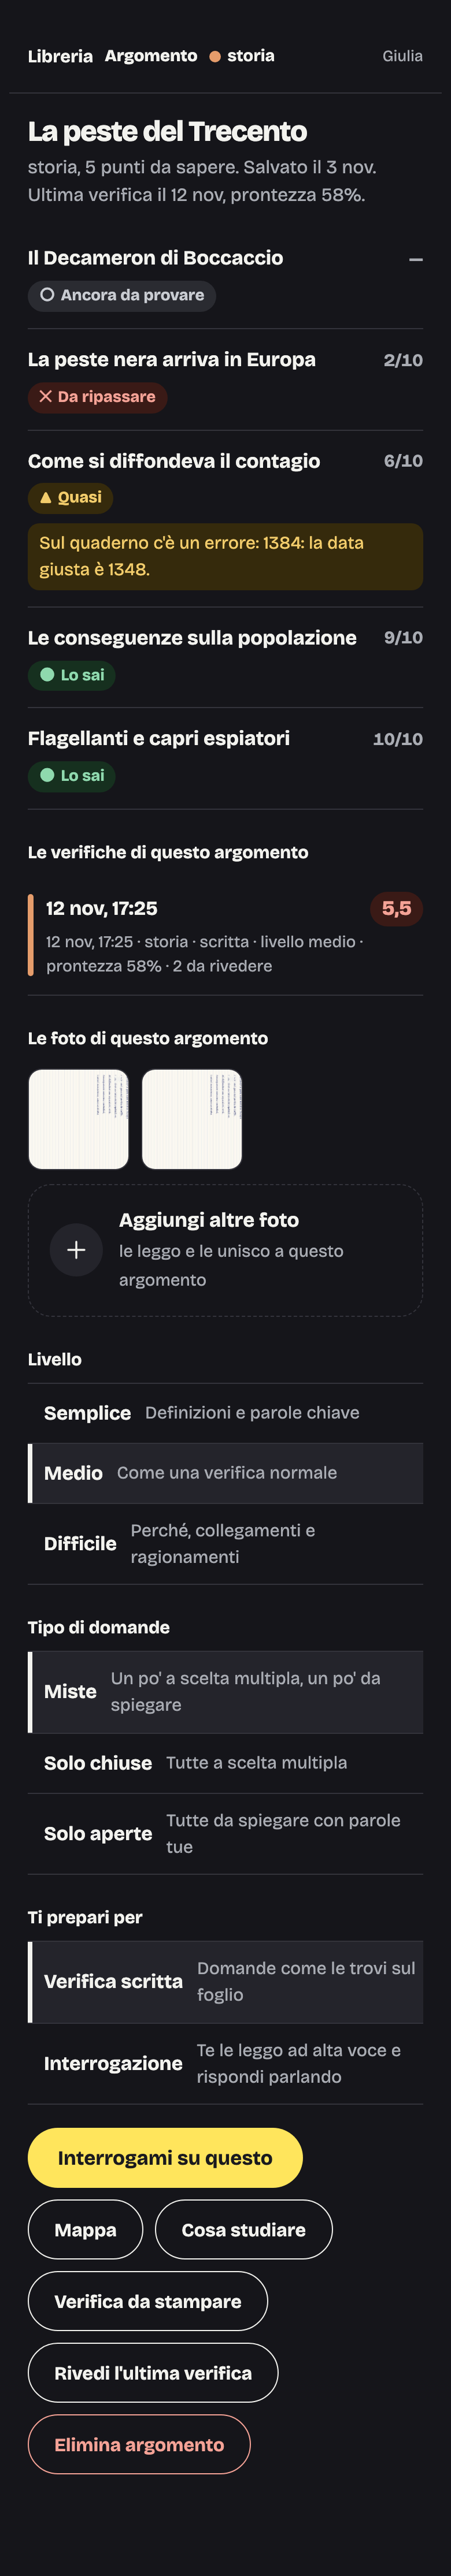 Libreria Argomento storia Giulia
La peste del Trecento
storia, 5 punti da sapere. Salvato il 3 nov.
Ultima verifica il 12 nov, prontezza 58%.
Il Decameron di Boccaccio –
Ancora da provare
La peste nera arriva in Europa 2/10
Da ripassare
Come si diffondeva il contagio 6/10
Quasi
Sul quaderno c'è un errore: 1384: la data
giusta è 1348.
Le conseguenze sulla popolazione 9/10
Lo sai
Flagellanti e capri espiatori 10/10
Lo sai
Le verifiche di questo argomento
12 nov, 17:25 5,5
12 nov, 17:25 · storia · scritta · livello medio ·
prontezza 58% · 2 da rivedere
Le foto di questo argomento
Aggiungi altre foto
le leggo e le unisco a questo
argomento
Livello
Semplice Definizioni e parole chiave
Medio Come una verifica normale
Difficile Perché, collegamenti e
ragionamenti
Tipo di domande
Miste Un po' a scelta multipla, un po' da
spiegare
Solo chiuse Tutte a scelta multipla
Solo aperte Tutte da spiegare con parole
tue
Ti prepari per
Verifica scritta Domande come le trovi sul
foglio
Interrogazione Te le leggo ad alta voce e
rispondi parlando
Interrogami su questo
Mappa Cosa studiare
Verifica da stampare
Rivedi l'ultima verifica
Elimina argomento